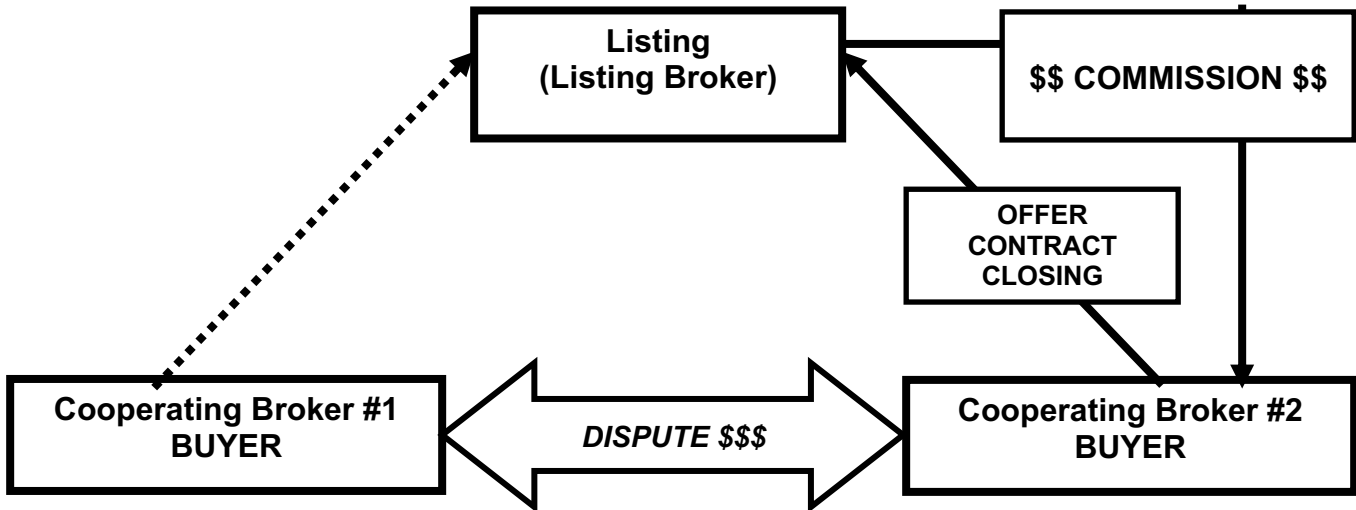 Listing
(Listing Broker)
$$ COMMISSION $$
OFFER
CONTRACT
CLOSING
Cooperating Broker #1
BUYER
DISPUTE $$$
Cooperating Broker #2
BUYER